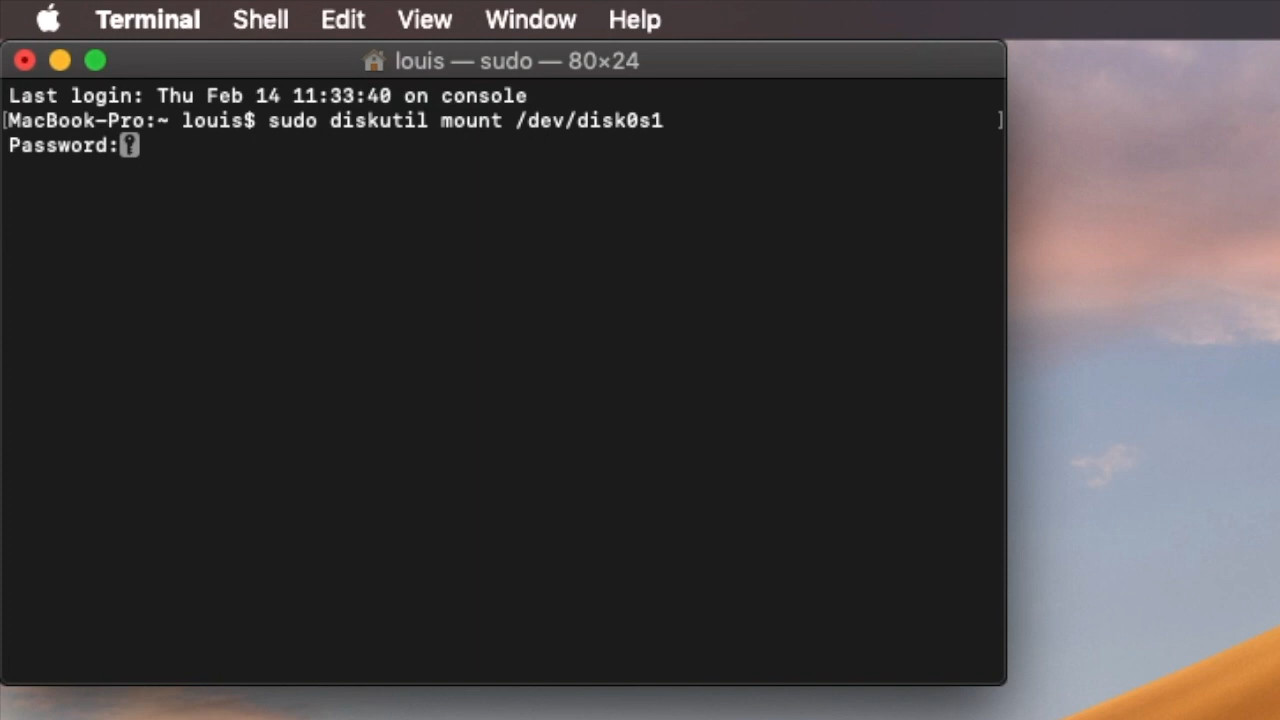 Terminal Shell Edit View Window Help
louis — sudo — 80×24
Last login: Thu Feb 14 11:33:40 on console
[MacBook-Pro:~ louis$ sudo diskutil mount /dev/disk0s1 ]
Password: